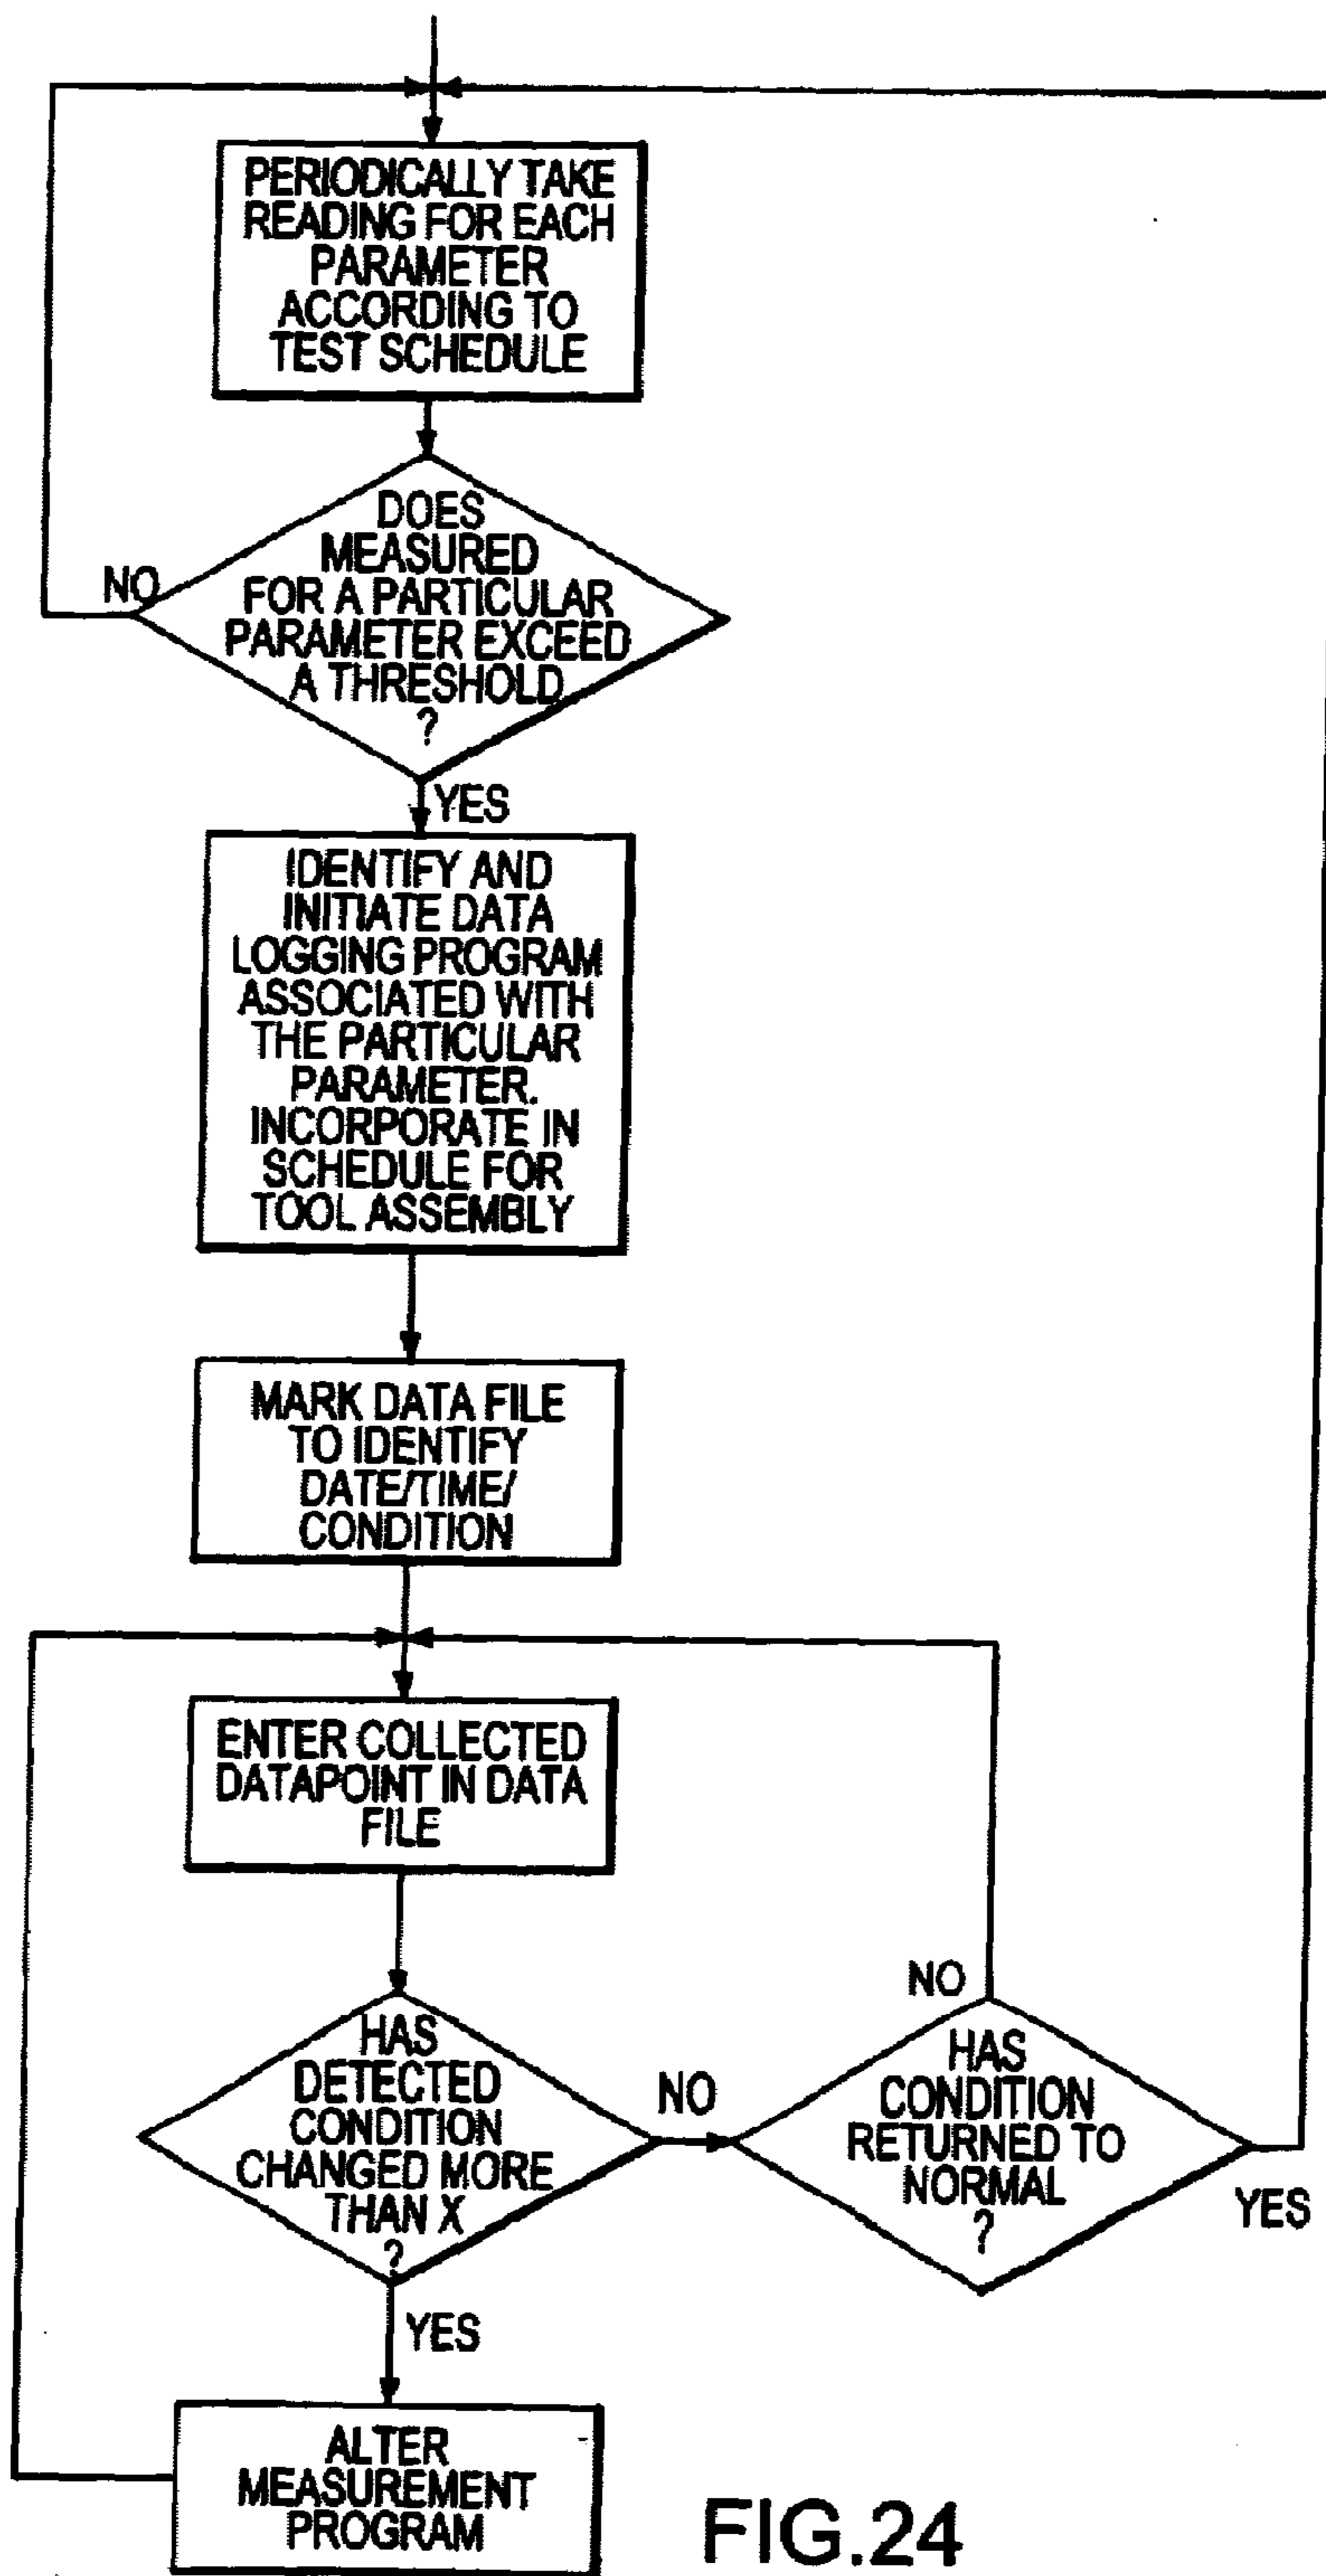 PERIODICALLY TAKE
READING FOR EACH
PARAMETER
ACCORDING TO
TEST SCHEDULE
DOES
MEASURED
FOR A PARTICULAR
PARAMETER EXCEED
A THRESHOLD
?
NO
YES
IDENTIFY AND
INITIATE DATA
LOGGING PROGRAM
ASSOCIATED WITH
THE PARTICULAR
PARAMETER.
INCORPORATE IN
SCHEDULE FOR
TOOL ASSEMBLY
MARK DATA FILE
TO IDENTIFY
DATE/TIME/
CONDITION
ENTER COLLECTED
DATAPOINT IN DATA
FILE
HAS
DETECTED
CONDITION
CHANGED MORE
THAN X
?
NO
HAS
CONDITION
RETURNED TO
NORMAL
?
NO
YES
YES
ALTER
MEASUREMENT
PROGRAM
FIG.24